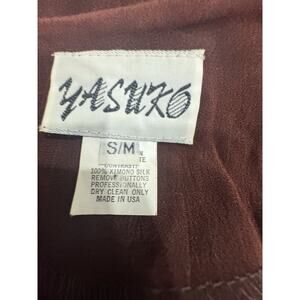 YASUKO
S/M
100% KIMONO SILK
REMOVE BUTTONS
PROFESSIONALLY
DRY CLEAN ONLY
MADE IN USA